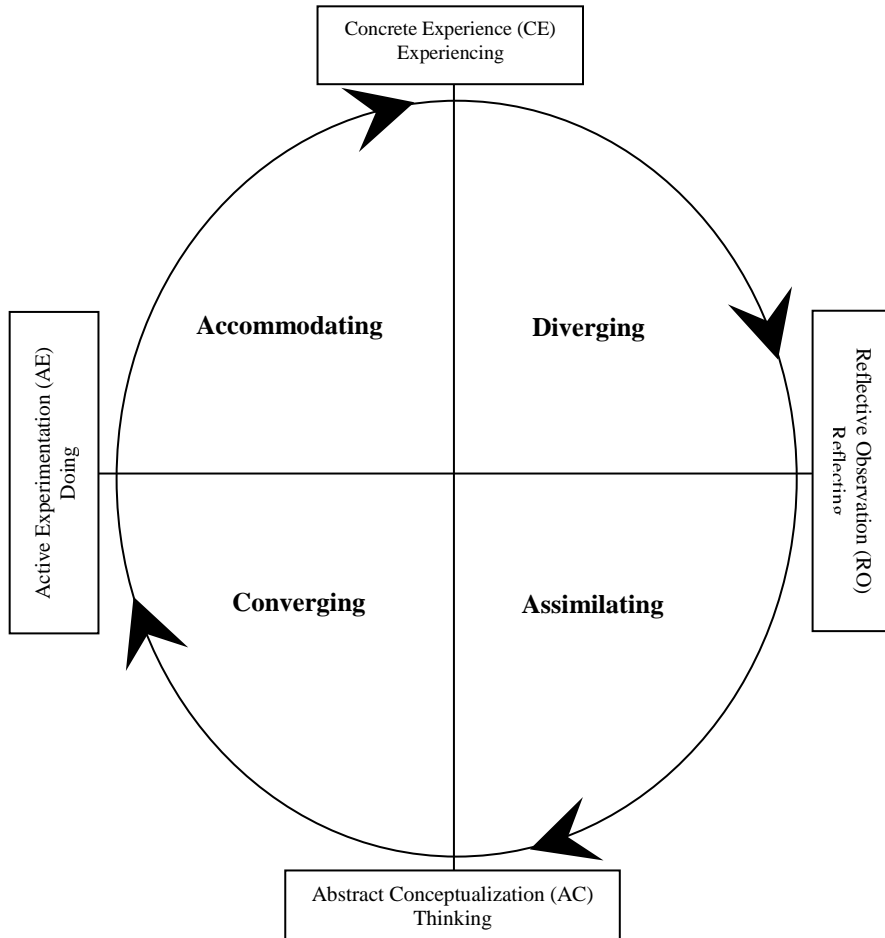 Concrete Experience (CE)
Experiencing
Accommodating
Diverging
Active Experimentation (AE)
Doing
Reflective Observation (RO)
Reflecting
Converging
Assimilating
Abstract Conceptualization (AC)
Thinking